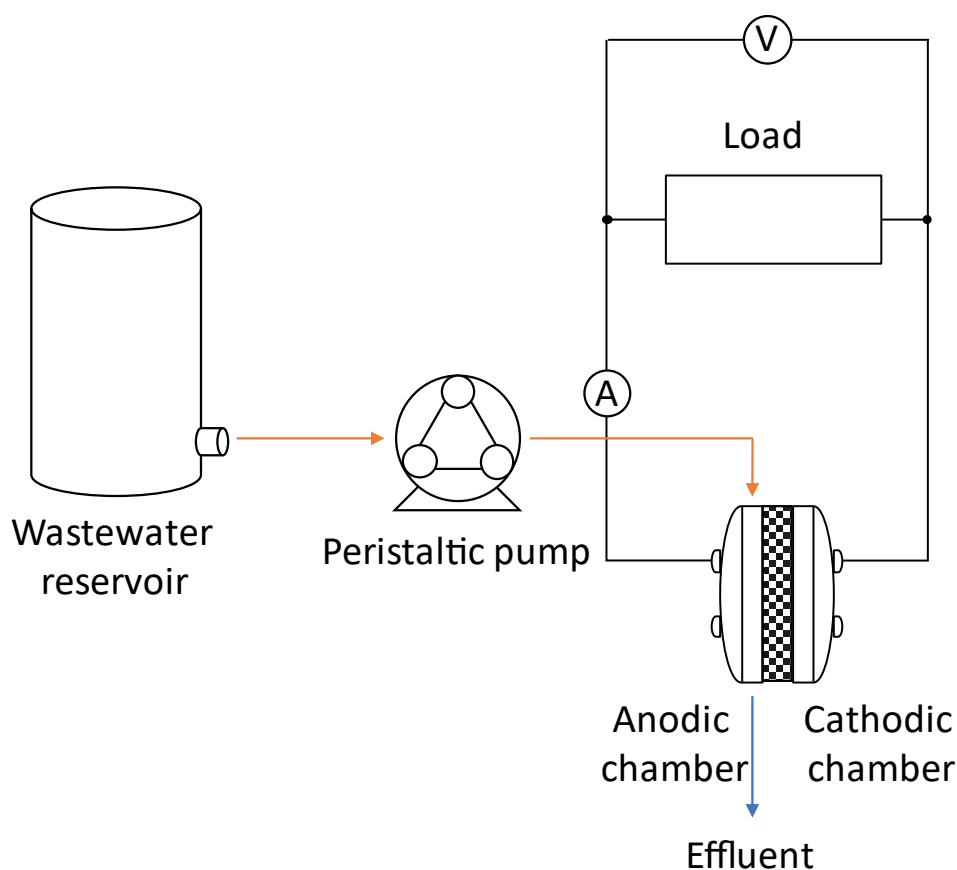 V
Load
A
Wastewater
reservoir
Peristaltic pump
Anodic
chamber
Cathodic
chamber
Effluent